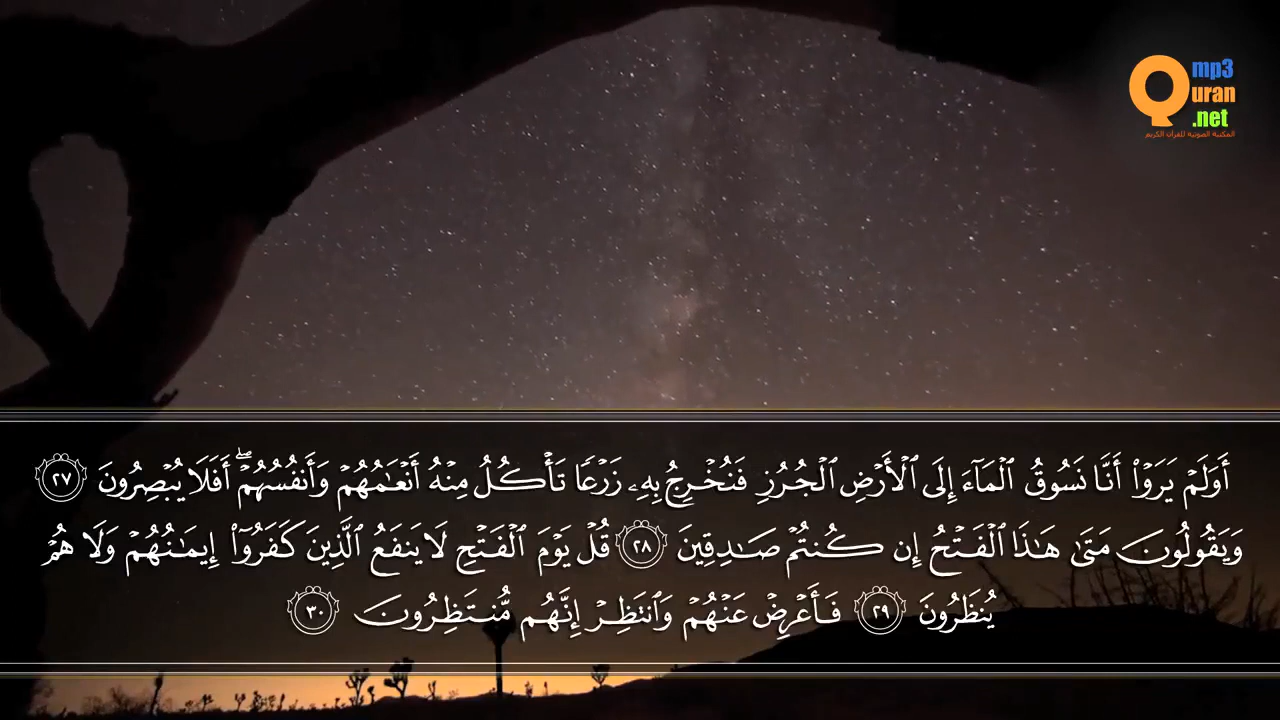 mp3
Quran
.net
المكتبة الصوتية للقرآن الكريم
أَوَلَمْ يَرَوْا۟ أَنَّا نَسُوقُ ٱلْمَآءَ إِلَى ٱلْأَرْضِ ٱلْجُرُزِ فَنُخْرِجُ بِهِۦ زَرْعًا تَأْكُلُ مِنْهُ أَنْعَـٰمُهُمْ وَأَنفُسُهُمْ ۖ أَفَلَا يُبْصِرُونَ ٢٧
وَيَقُولُونَ مَتَىٰ هَـٰذَا ٱلْفَتْحُ إِن كُنتُمْ صَـٰدِقِينَ ٢٨ قُلْ يَوْمَ ٱلْفَتْحِ لَا يَنفَعُ ٱلَّذِينَ كَفَرُوٓا۟ إِيمَـٰنُهُمْ وَلَا هُمْ
يُنظَرُونَ ٢٩ فَأَعْرِضْ عَنْهُمْ وَٱنتَظِرْ إِنَّهُم مُّنتَظِرُونَ ٣٠